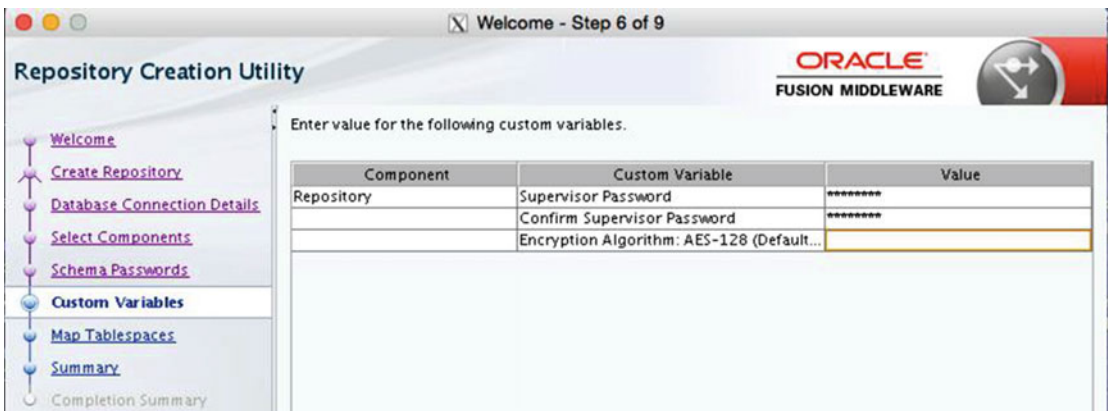 Welcome - Step 6 of 9
Repository Creation Utility
ORACLE
FUSION MIDDLEWARE
Welcome
Create Repository
Database Connection Details
Select Components
Schema Passwords
Custom Variables
Map Tablespaces
Summary
Completion Summary
Enter value for the following custom variables.
Component Custom Variable Value
Repository Supervisor Password ********
Confirm Supervisor Password ********
Encryption Algorithm: AES-128 (Default...